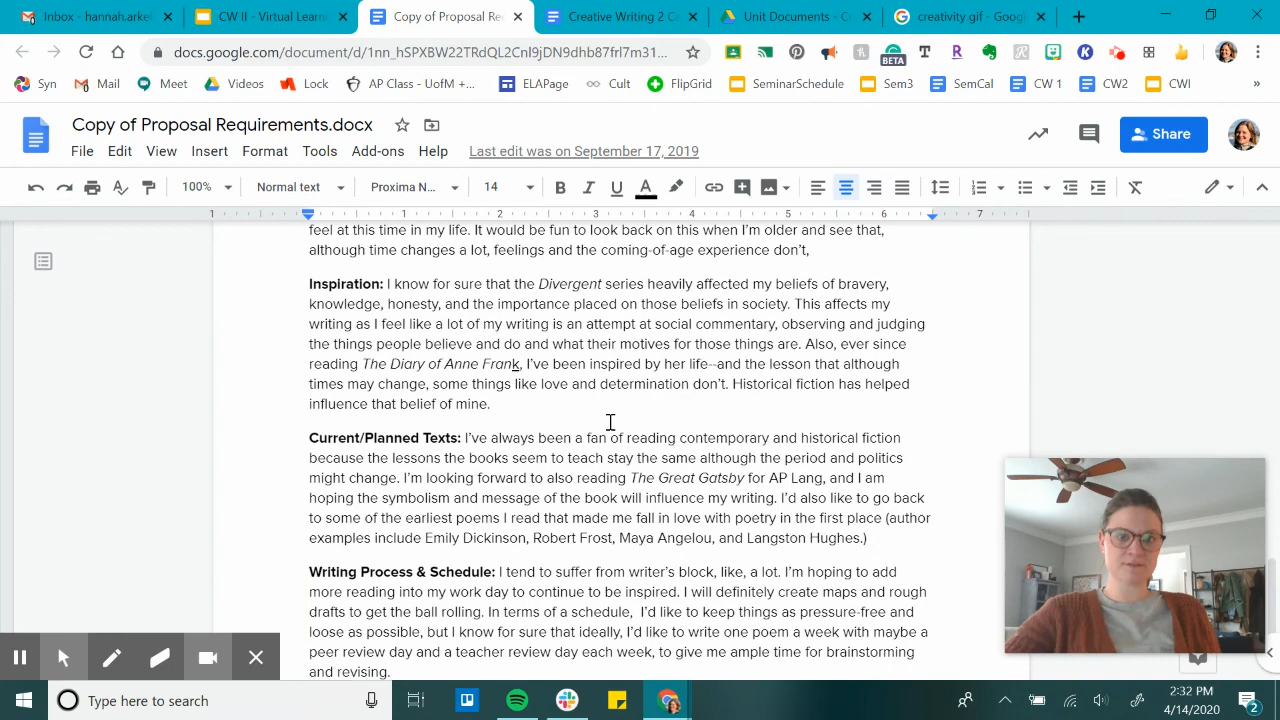 Inbox - hannah.arkel
CW II - Virtual Learni
Copy of Proposal Requirem
Creative Writing 2 Ca
Unit Documents - Cr
creativity gif - Google
docs.google.com/document/d/1nn_hSPXBW22TRdQL2CnI9jDN9dhb87frl7m31...
BETA
Syn
Mail
Meet
Videos
Lead
AP Class - UofM +...
ELAPage
Cult
FlipGrid
SeminarSchedule
Sem3
SemCal
CW 1
CW2
CWI
»
Copy of Proposal Requirements.docx
Share
File Edit View Insert Format Tools Add-ons Help Last edit was on September 17, 2019
100% Normal text Proxima N... 14 B I U A
1 1 2 3 4 5 6 7
feel at this time in my life. It would be fun to look back on this when I'm older and see that,
although time changes a lot, feelings and the coming-of-age experience don't,
Inspiration: I know for sure that the Divergent series heavily affected my beliefs of bravery,
knowledge, honesty, and the importance placed on those beliefs in society. This affects my
writing as I feel like a lot of my writing is an attempt at social commentary, observing and judging
the things people believe and do and what their motives for those things are. Also, ever since
reading The Diary of Anne Frank, I've been inspired by her life--and the lesson that although
times may change, some things like love and determination don't. Historical fiction has helped
influence that belief of mine.
Current/Planned Texts: I've always been a fan of reading contemporary and historical fiction
because the lessons the books seem to teach stay the same although the period and politics
might change. I'm looking forward to also reading The Great Gatsby for AP Lang, and I am
hoping the symbolism and message of the book will influence my writing. I'd also like to go back
to some of the earliest poems I read that made me fall in love with poetry in the first place (author
examples include Emily Dickinson, Robert Frost, Maya Angelou, and Langston Hughes.)
Writing Process & Schedule: I tend to suffer from writer's block, like, a lot. I'm hoping to add
more reading into my work day to continue to be inspired. I will definitely create maps and rough
drafts to get the ball rolling. In terms of a schedule, I'd like to keep things as pressure-free and
loose as possible, but I know for sure that ideally, I'd like to write one poem a week with maybe a
peer review day and a teacher review day each week, to give me ample time for brainstorming
and revising.
Type here to search
2:32 PM
4/14/2020
2